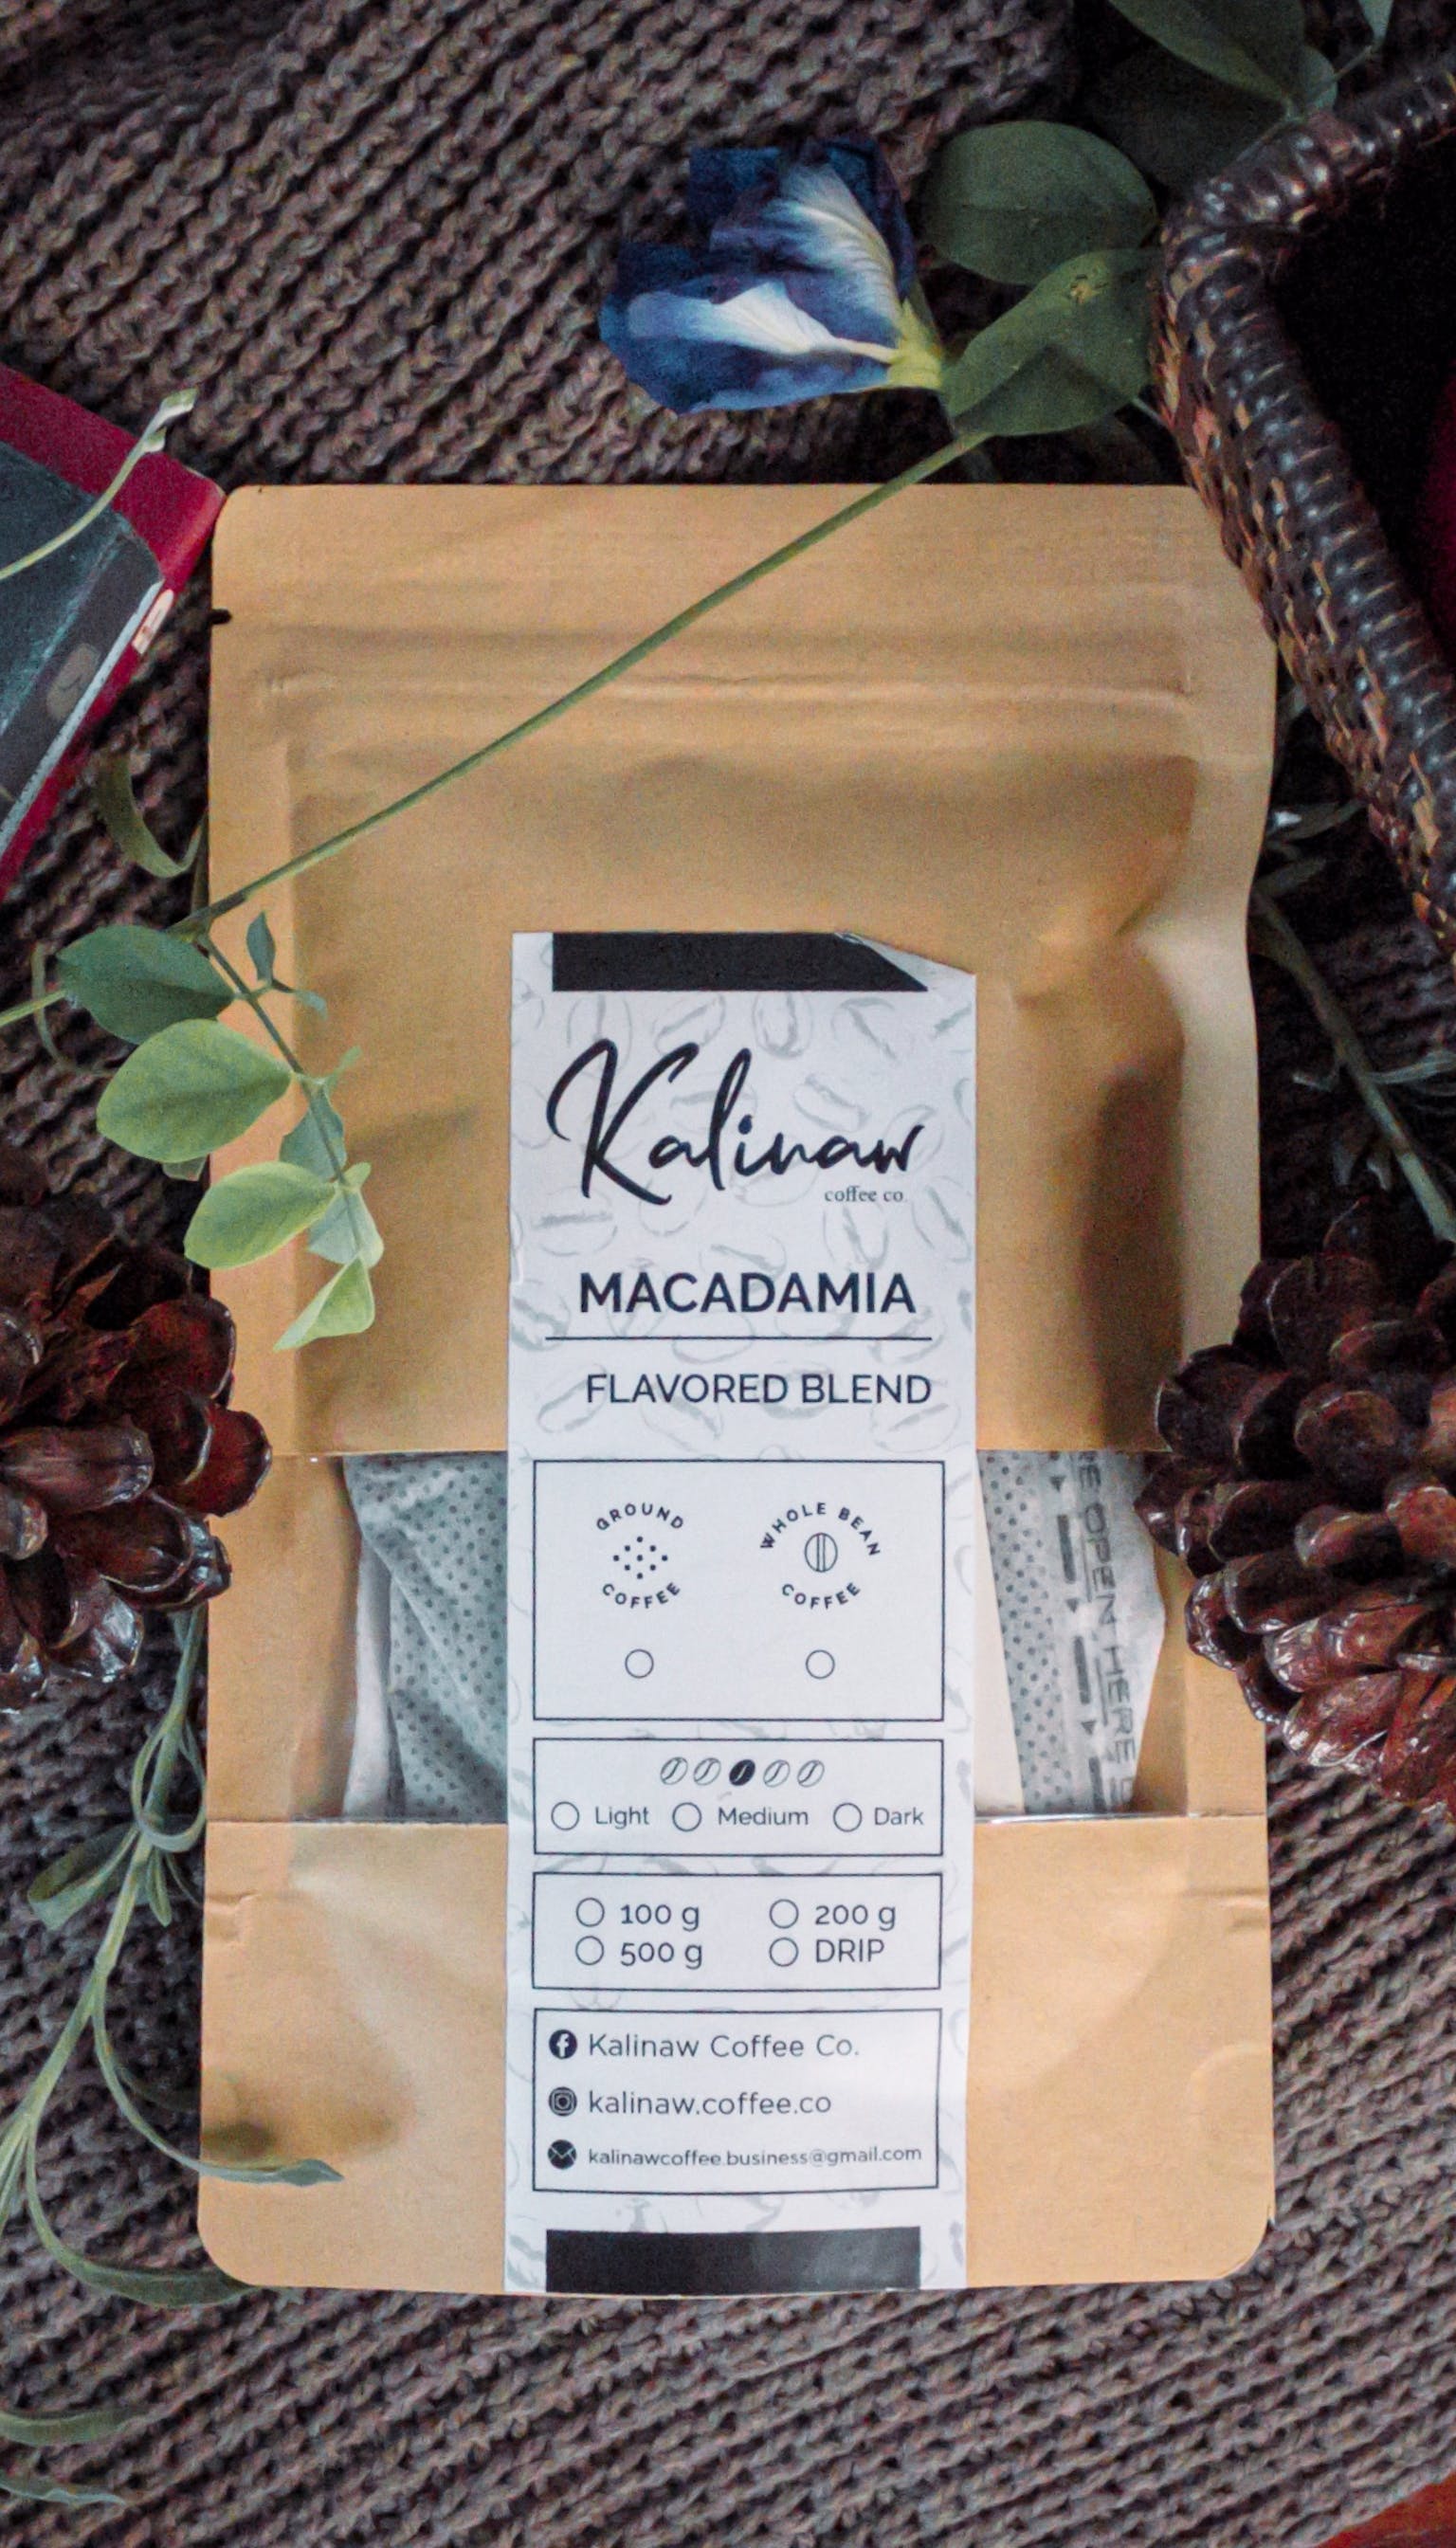 Kalinaw
coffee co.
MACADAMIA
FLAVORED BLEND
GROUND
COFFEE
WHOLE BEAN
COFFEE
Light Medium Dark
100 g 200 g
500 g DRIP
Kalinaw Coffee Co.
kalinaw.coffee.co
kalinawcoffee.business@gmail.com
OPEN HERE